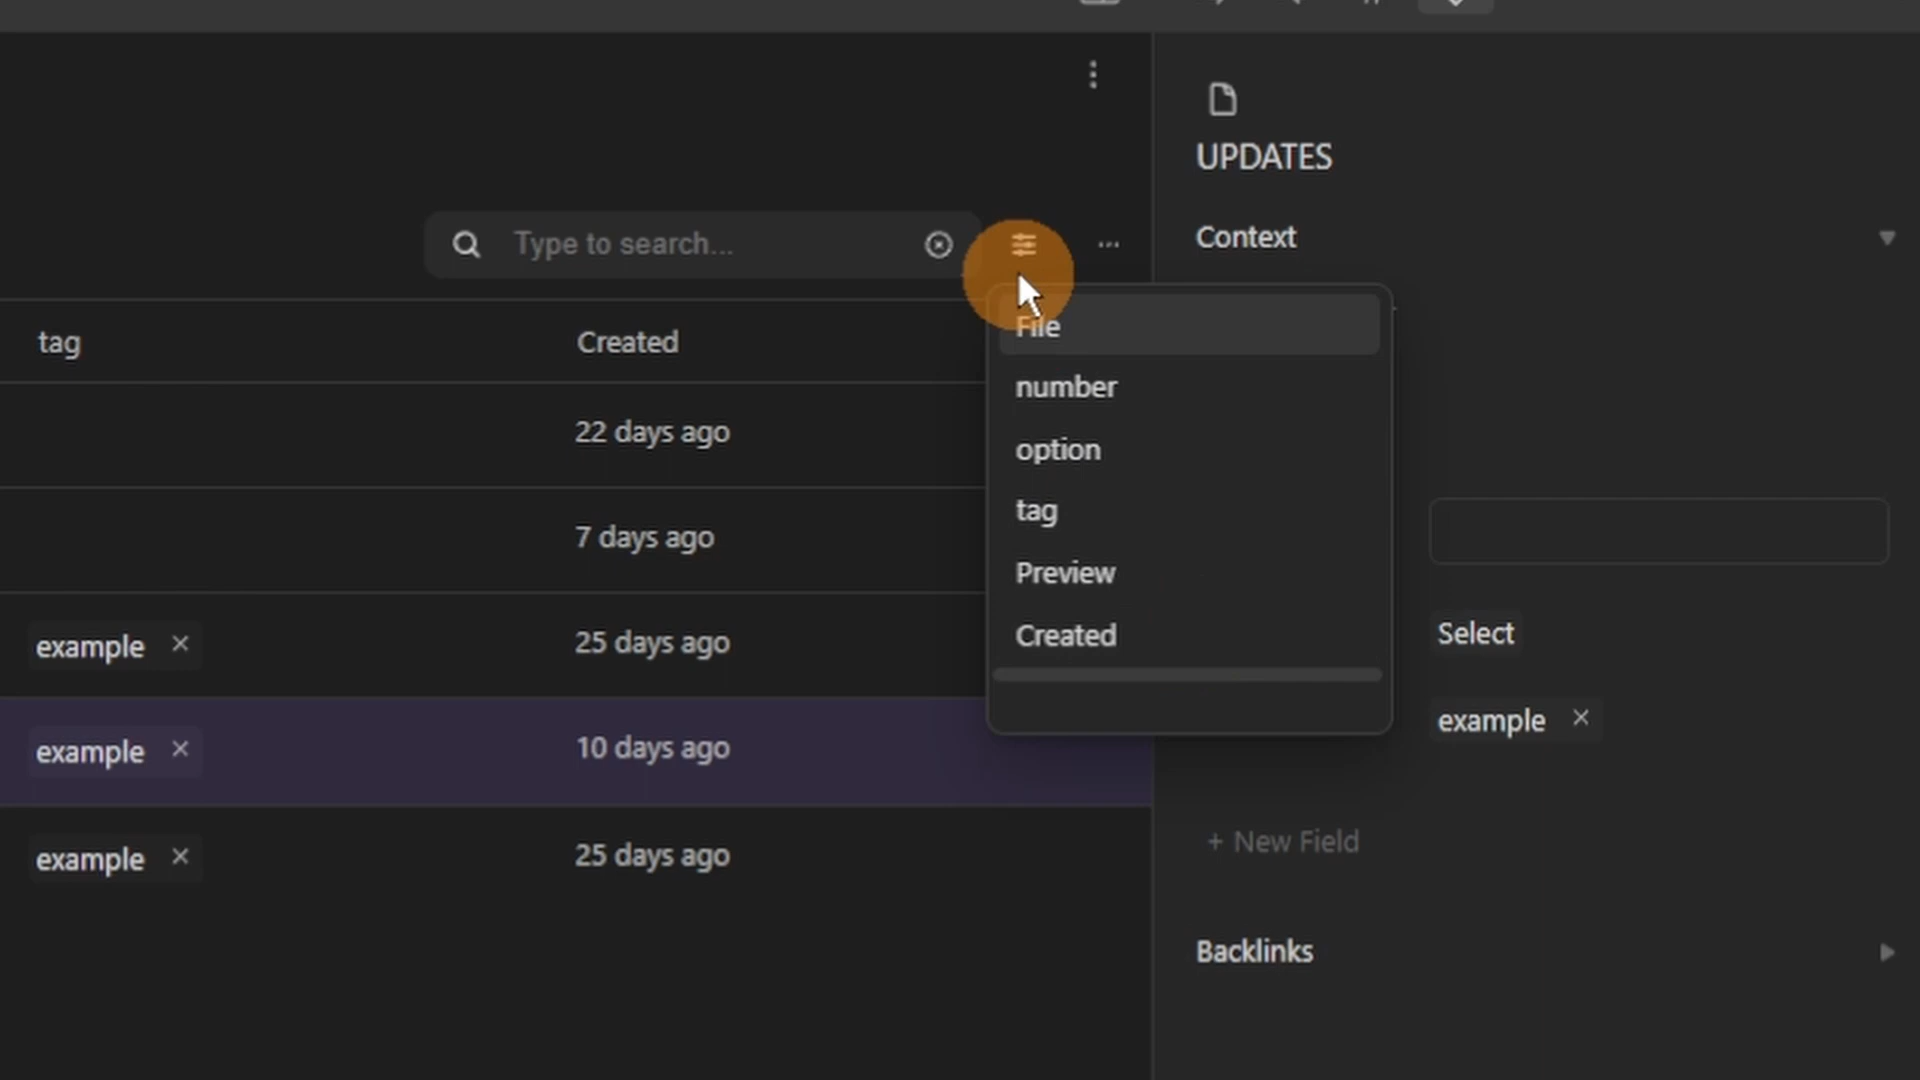 UPDATES
Context
Type to search...
...
tag
Created
22 days ago
7 days ago
example ×
25 days ago
example ×
10 days ago
example ×
25 days ago
File
number
option
tag
Preview
Created
Select
example ×
+ New Field
Backlinks